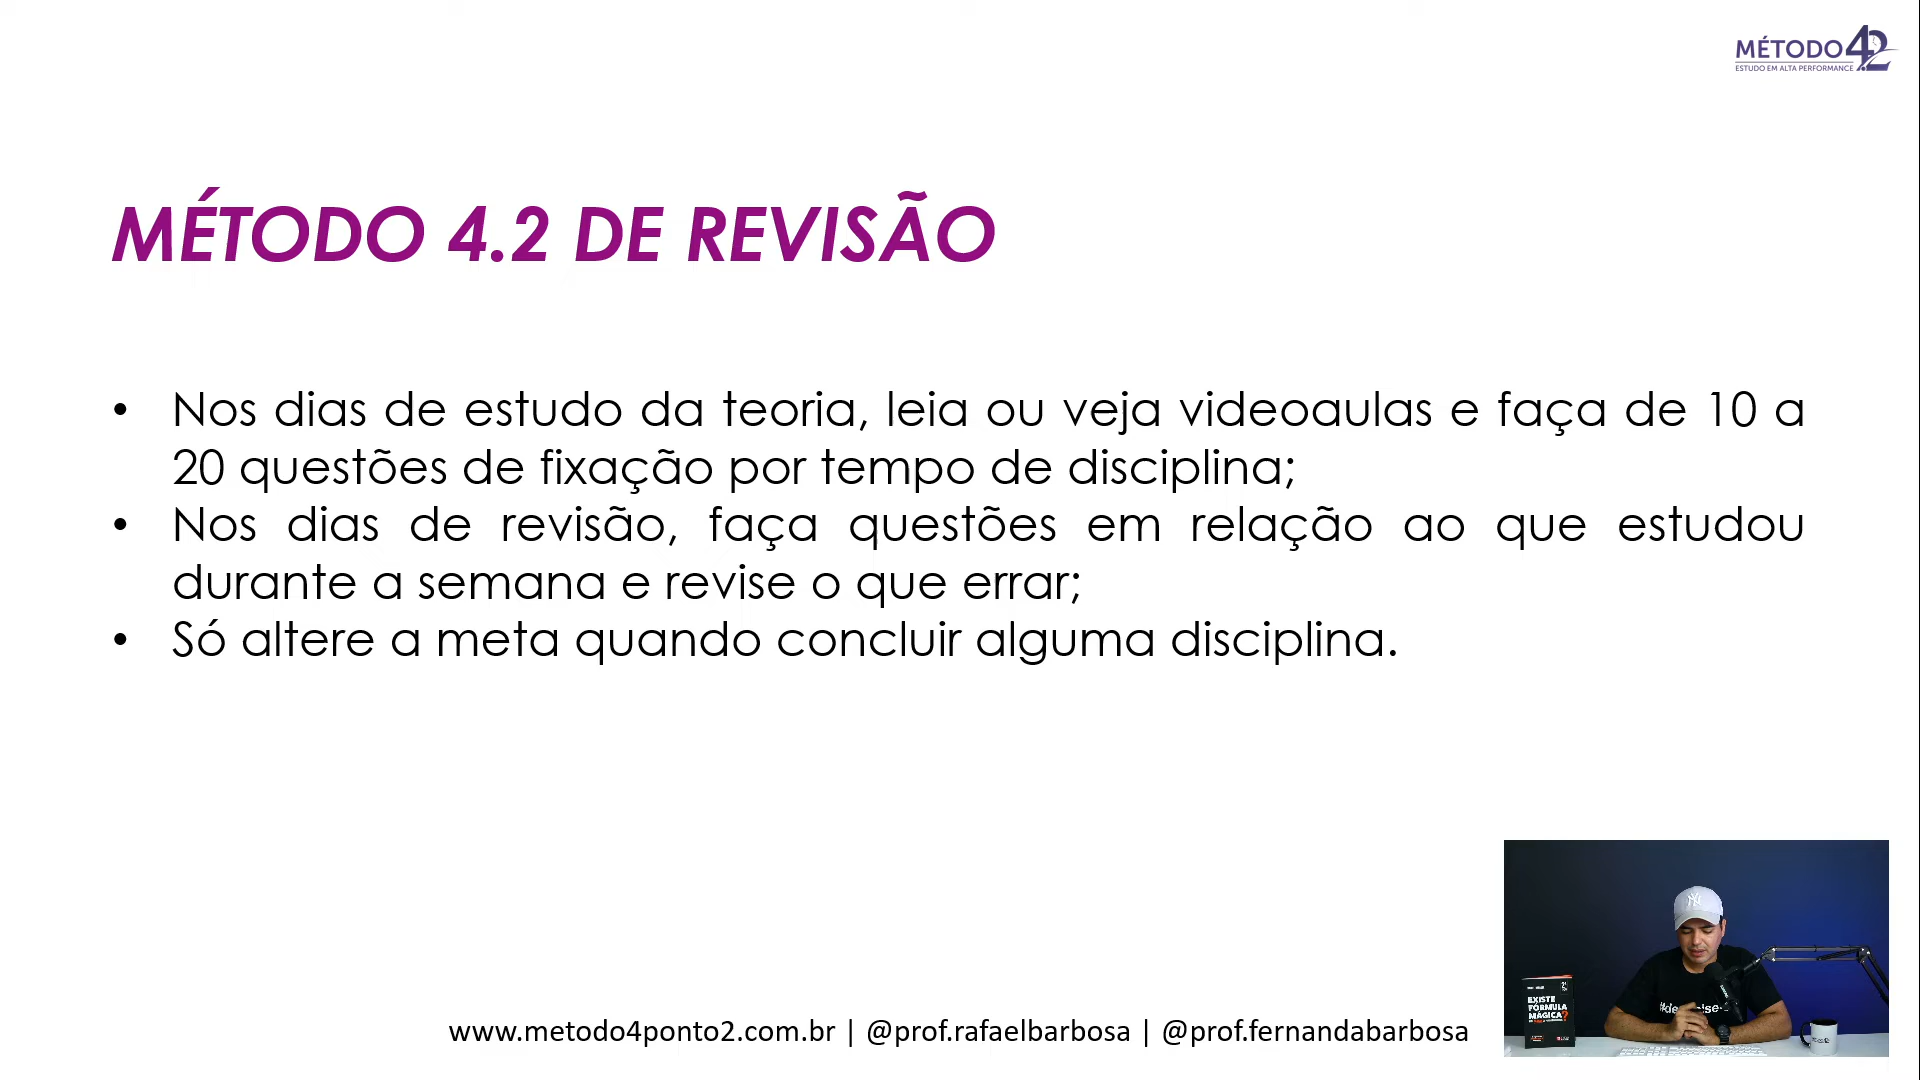 MÉTODO 4.2
ESTUDO EM ALTA PERFORMANCE
MÉTODO 4.2 DE REVISÃO
• Nos dias de estudo da teoria, leia ou veja videoaulas e faça de 10 a
20 questões de fixação por tempo de disciplina;
• Nos dias de revisão, faça questões em relação ao que estudou
durante a semana e revise o que errar;
• Só altere a meta quando concluir alguma disciplina.
NY
EXISTE
FÓRMULA
MÁGICA?
www.metodo4ponto2.com.br | @prof.rafaelbarbosa | @prof.fernandabarbosa